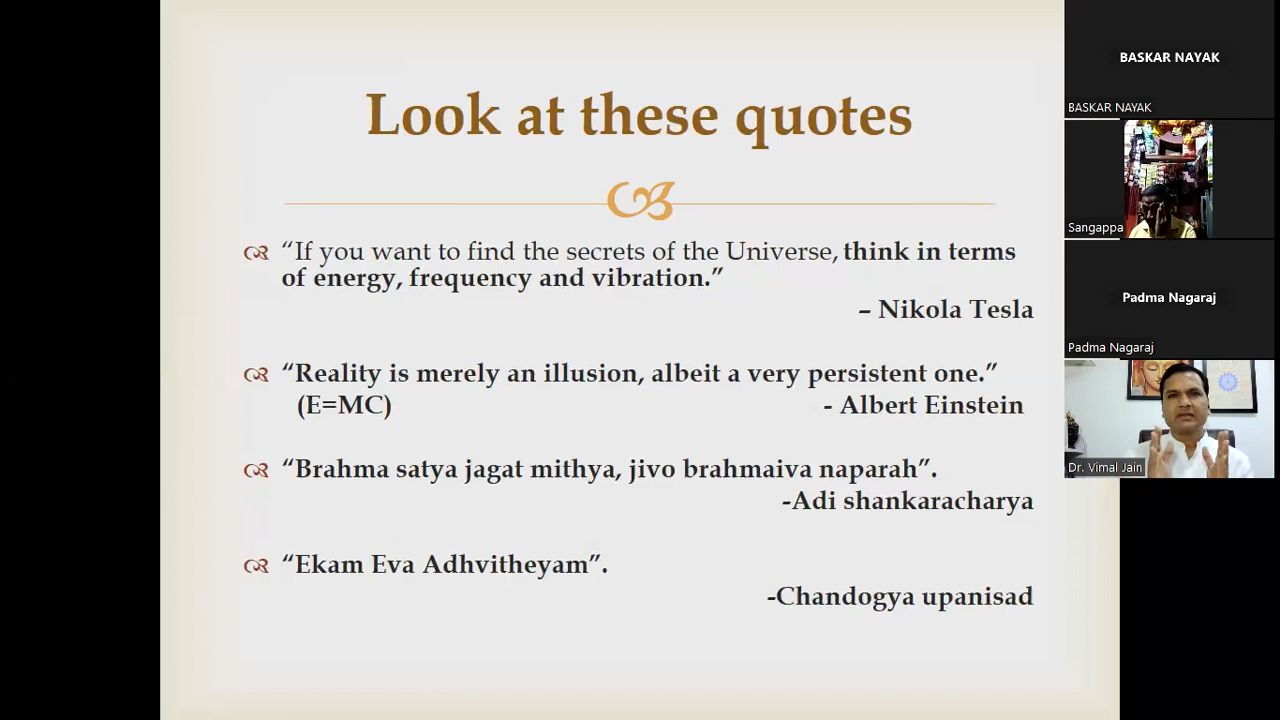 Look at these quotes
“If you want to find the secrets of the Universe, think in terms
of energy, frequency and vibration.”
– Nikola Tesla
“Reality is merely an illusion, albeit a very persistent one.”
(E=MC) - Albert Einstein
“Brahma satya jagat mithya, jivo brahmaiva naparah”.
-Adi shankaracharya
“Ekam Eva Adhvitheyam”.
-Chandogya upanisad
BASKAR NAYAK
BASKAR NAYAK
Sangappa
Padma Nagaraj
Padma Nagaraj
Dr. Vimal Jain